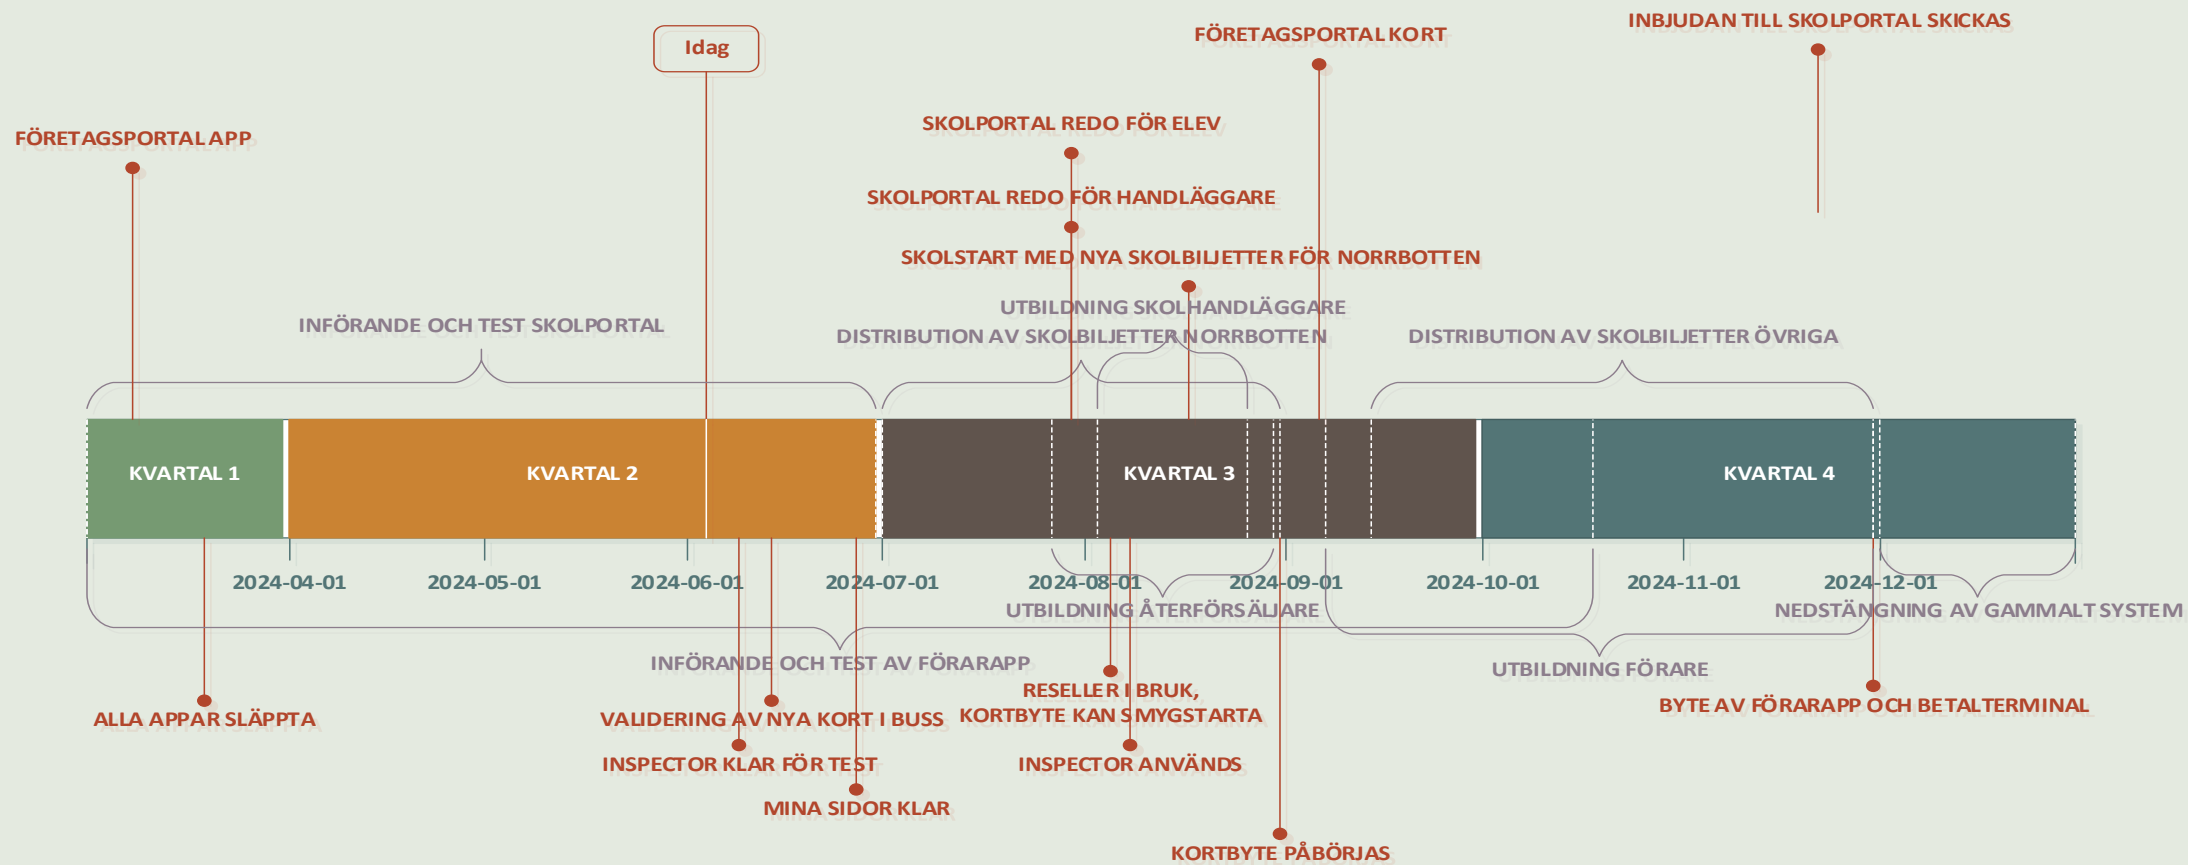 INBJUDAN TILL SKOLPORTAL SKICKAS
FÖRETAGSPORTAL KORT
Idag
SKOLPORTAL REDO FÖR ELEV
FÖRETAGSPORTAL APP
SKOLPORTAL REDO FÖR HANDLÄGGARE
SKOLSTART MED NYA SKOLBILJETTER FÖR NORRBOTTEN
UTBILDNING SKOLHANDLÄGGARE
INFÖRANDE OCH TEST SKOLPORTAL
DISTRIBUTION AV SKOLBILJETTER NORRBOTTEN
DISTRIBUTION AV SKOLBILJETTER ÖVRIGA
KVARTAL 1
KVARTAL 2
KVARTAL 3
KVARTAL 4
2024-04-01
2024-05-01
2024-06-01
2024-07-01
2024-08-01
2024-09-01
2024-10-01
2024-11-01
2024-12-01
UTBILDNING ÅTERFÖRSÄLJARE
NEDSTÄNGNING AV GAMMALT SYSTEM
INFÖRANDE OCH TEST AV FÖRARAPP
UTBILDNING FÖRARE
RESELLER I BRUK,
KORTBYTE KAN SMYGSTARTA
BYTE AV FÖRARAPP OCH BETALTERMINAL
ALLA APPAR SLÄPPTA
VALIDERING AV NYA KORT I BUSS
INSPECTOR KLAR FÖR TEST
INSPECTOR ANVÄNDS
MINA SIDOR KLAR
KORTBYTE PÅBÖRJAS